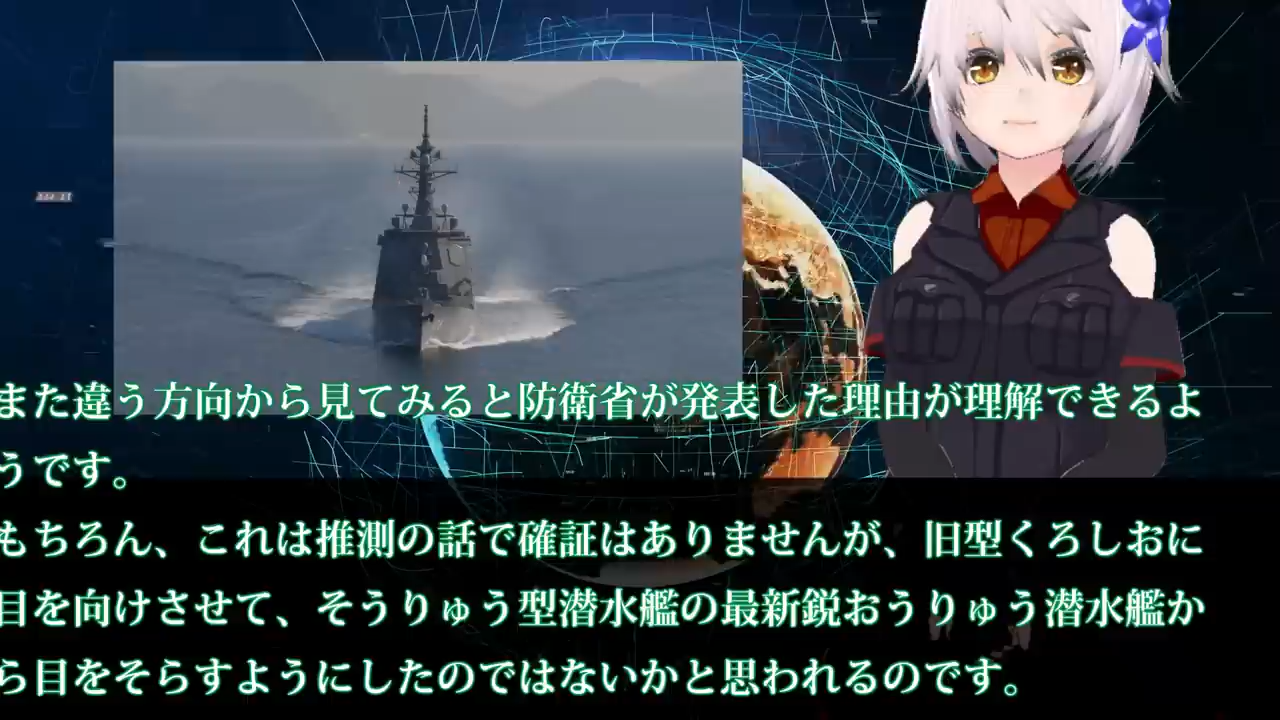 また違う方向から見てみると防衛省が発表した理由が理解できるよ
うです。
もちろん、これは推測の話で確証はありませんが、旧型くろしおに
目を向けさせて、そうりゅう型潜水艦の最新鋭おうりゅう潜水艦か
ら目をそらすようにしたのではないかと思われるのです。